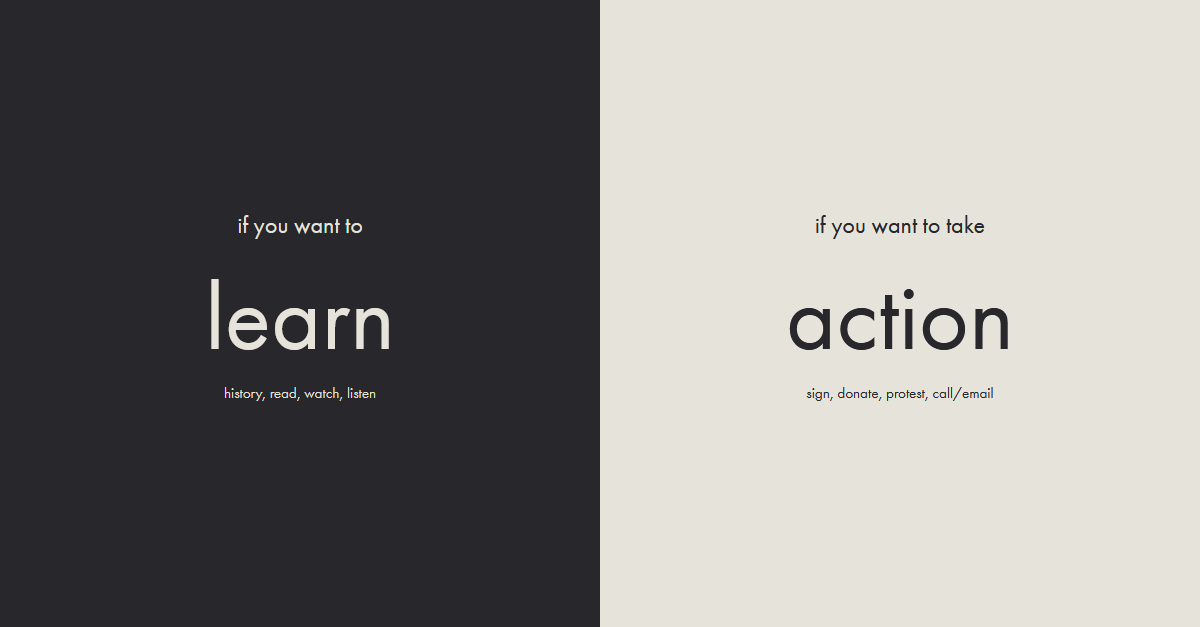 if you want to
learn
history, read, watch, listen
if you want to take
action
sign, donate, protest, call/email